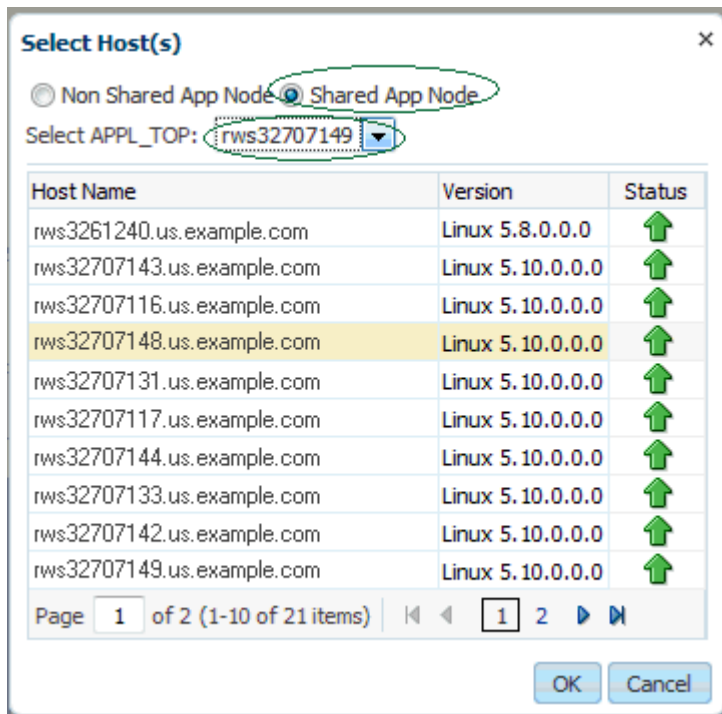 Select Host(s) ×
Non Shared App Node Shared App Node
Select APPL_TOP: rws32707149
Host Name Version Status
rws3261240.us.example.com Linux 5.8.0.0.0
rws32707143.us.example.com Linux 5.10.0.0.0
rws32707116.us.example.com Linux 5.10.0.0.0
rws32707148.us.example.com Linux 5.10.0.0.0
rws32707131.us.example.com Linux 5.10.0.0.0
rws32707117.us.example.com Linux 5.10.0.0.0
rws32707144.us.example.com Linux 5.10.0.0.0
rws32707133.us.example.com Linux 5.10.0.0.0
rws32707142.us.example.com Linux 5.10.0.0.0
rws32707149.us.example.com Linux 5.10.0.0.0
Page 1 of 2 (1-10 of 21 items) 1 2
OK Cancel